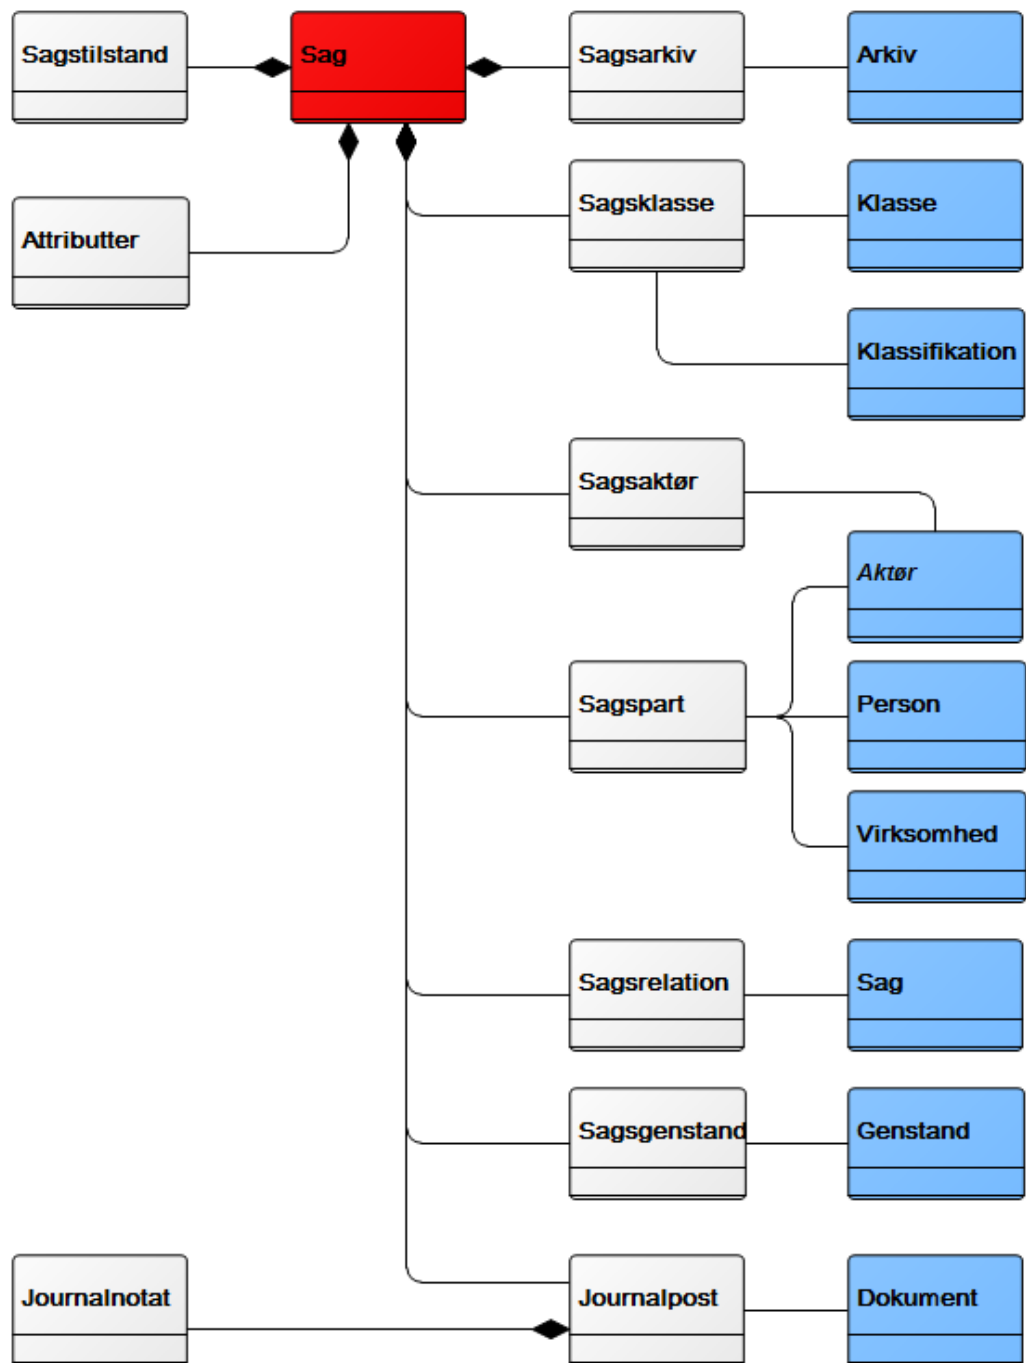 Sagstilstand
Sag
Sagsarkiv
Arkiv
Sagsklasse
Klasse
Attributter
Klassifikation
Sagsaktør
Aktør
Sagspart
Person
Virksomhed
Sagsrelation
Sag
Sagsgenstand
Genstand
Journalnotat
Journalpost
Dokument